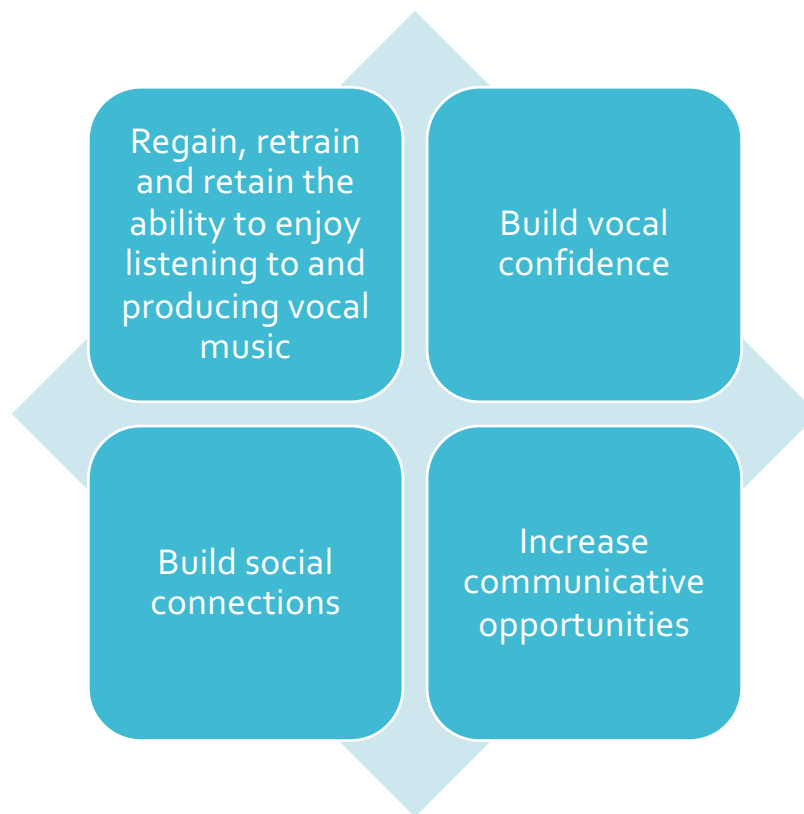 Regain, retrain
and retain the
ability to enjoy
listening to and
producing vocal
music
Build vocal
confidence
Build social
connections
Increase
communicative
opportunities